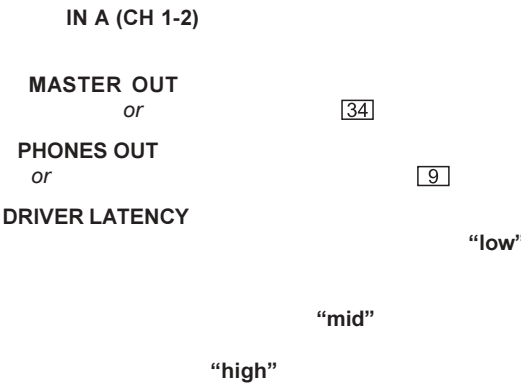 IN A (CH 1-2)
MASTER OUT
or 34
PHONES OUT
or 9
DRIVER LATENCY
“low”
“mid”
“high”